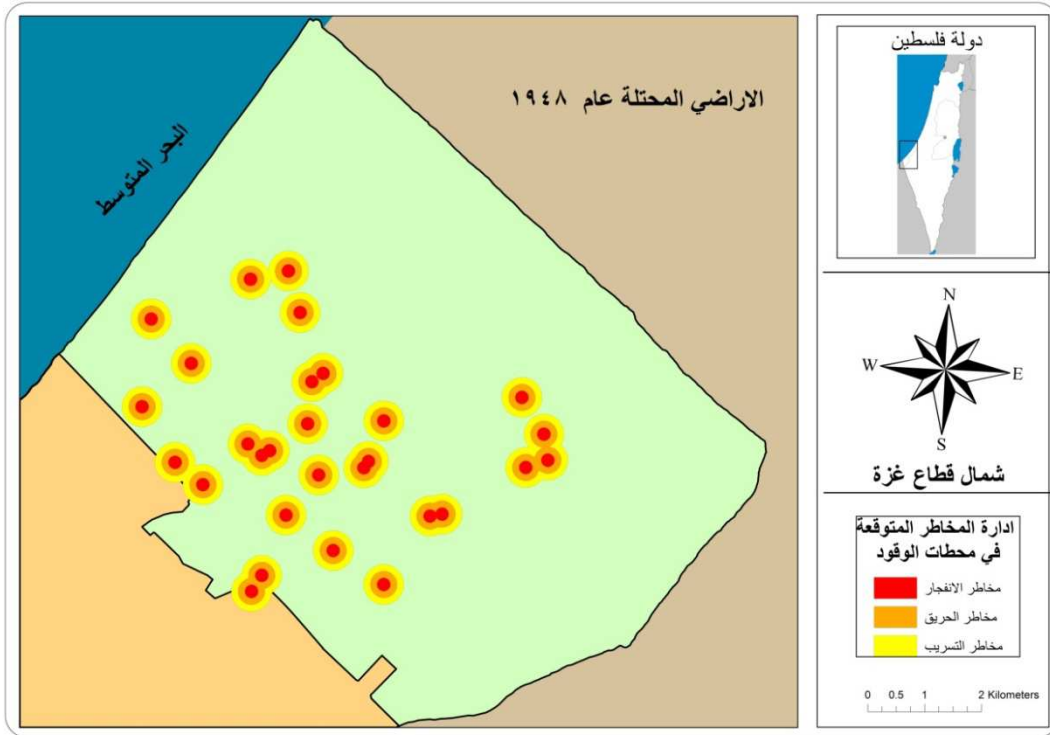 الاراضي المحتلة عام ١٩٤٨
البحر المتوسط
دولة فلسطين
N
W
E
S
شمال قطاع غزة
ادارة المخاطر المتوقعة
في محطات الوقود
مخاطر الانفجار
مخاطر الحريق
مخاطر التسريب
0 0.5 1 2 Kilometers